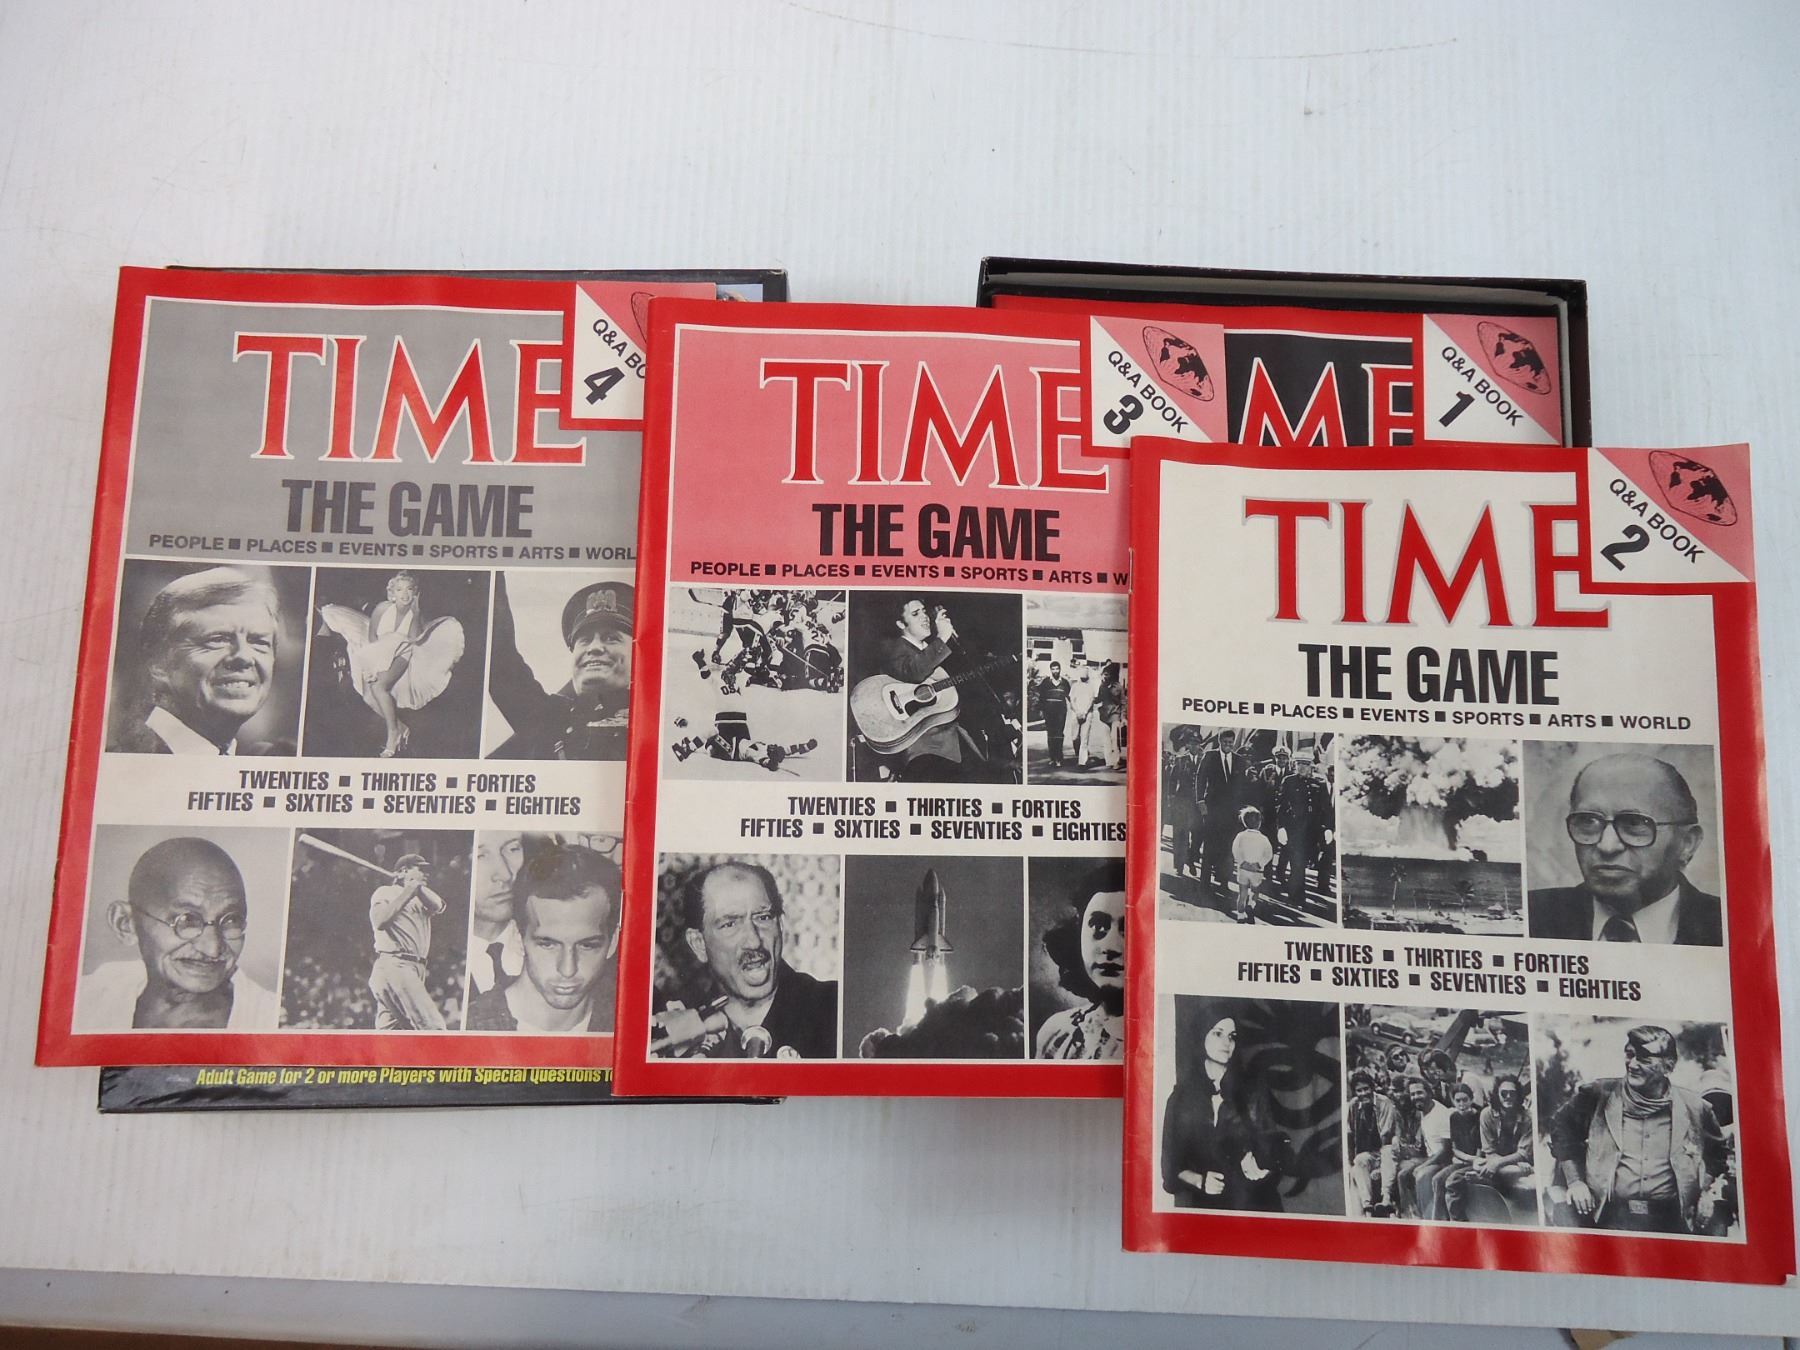 TIME
Q&A BO
4
THE GAME
PEOPLE ■ PLACES ■ EVENTS ■ SPORTS ■ ARTS ■ WORL
TWENTIES ■ THIRTIES ■ FORTIES
FIFTIES ■ SIXTIES ■ SEVENTIES ■ EIGHTIES
Adult Game for 2 or more Players with Special Questions
TIME
Q&A BOOK
3
THE GAME
PEOPLE ■ PLACES ■ EVENTS ■ SPORTS ■ ARTS ■ W
TWENTIES ■ THIRTIES ■ FORTIES
FIFTIES ■ SIXTIES ■ SEVENTIES ■ EIGHTIES
ME
Q&A BOOK
1
TIME
Q&A BOOK
2
THE GAME
PEOPLE ■ PLACES ■ EVENTS ■ SPORTS ■ ARTS ■ WORLD
TWENTIES ■ THIRTIES ■ FORTIES
FIFTIES ■ SIXTIES ■ SEVENTIES ■ EIGHTIES